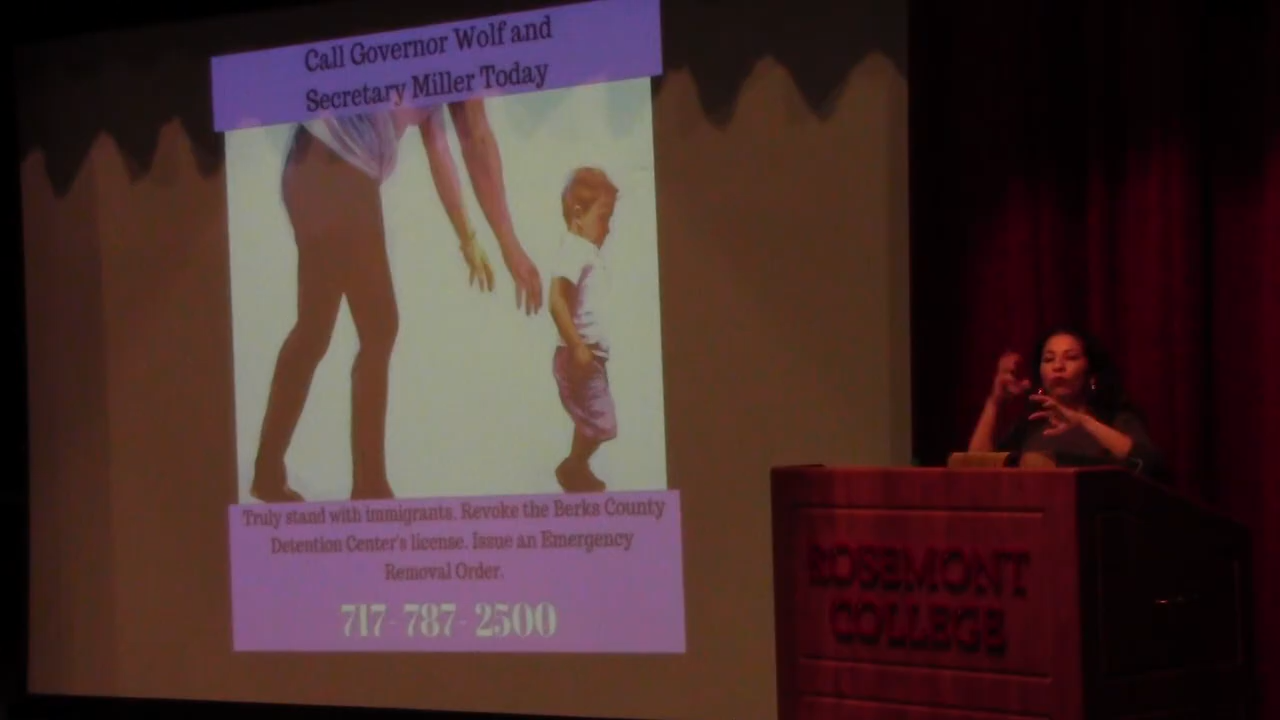 Call Governor Wolf and
Secretary Miller Today
Truly stand with immigrants. Revoke the Berks County
Detention Center's license. Issue an Emergency
Removal Order.
717-787-2500
ROSEMONT
COLLEGE